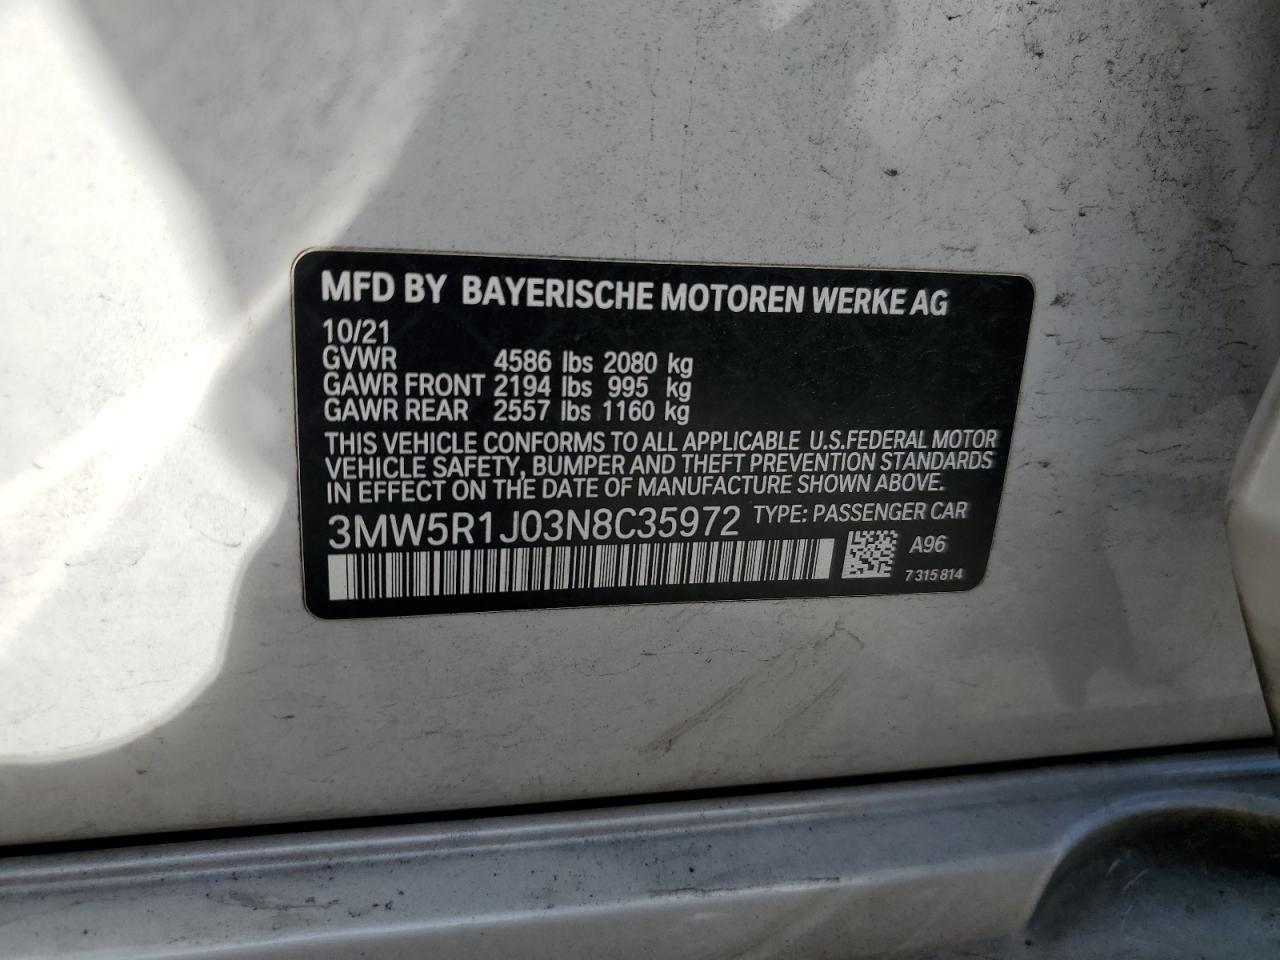 MFD BY BAYERISCHE MOTOREN WERKE AG
10/21
GVWR 4586 lbs 2080 kg
GAWR FRONT 2194 lbs 995 kg
GAWR REAR 2557 lbs 1160 kg
THIS VEHICLE CONFORMS TO ALL APPLICABLE U.S.FEDERAL MOTOR
VEHICLE SAFETY, BUMPER AND THEFT PREVENTION STANDARDS
IN EFFECT ON THE DATE OF MANUFACTURE SHOWN ABOVE.
3MW5R1J03N8C35972 TYPE: PASSENGER CAR
A96
7 315 814